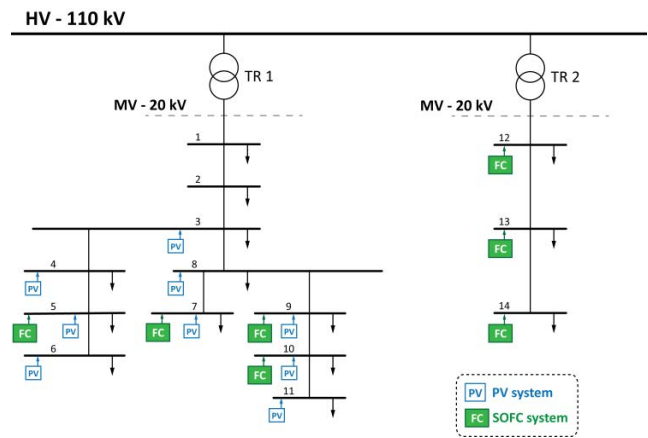 HV - 110 kV
TR 1
TR 2
MV - 20 kV
MV - 20 kV
1
12
FC
2
3
13
PV
FC
4
8
PV
PV
5
7
9
14
FC
PV
FC
PV
FC
PV
FC
6
10
PV
FC
PV
11
PV
PV
PV system
FC
SOFC system